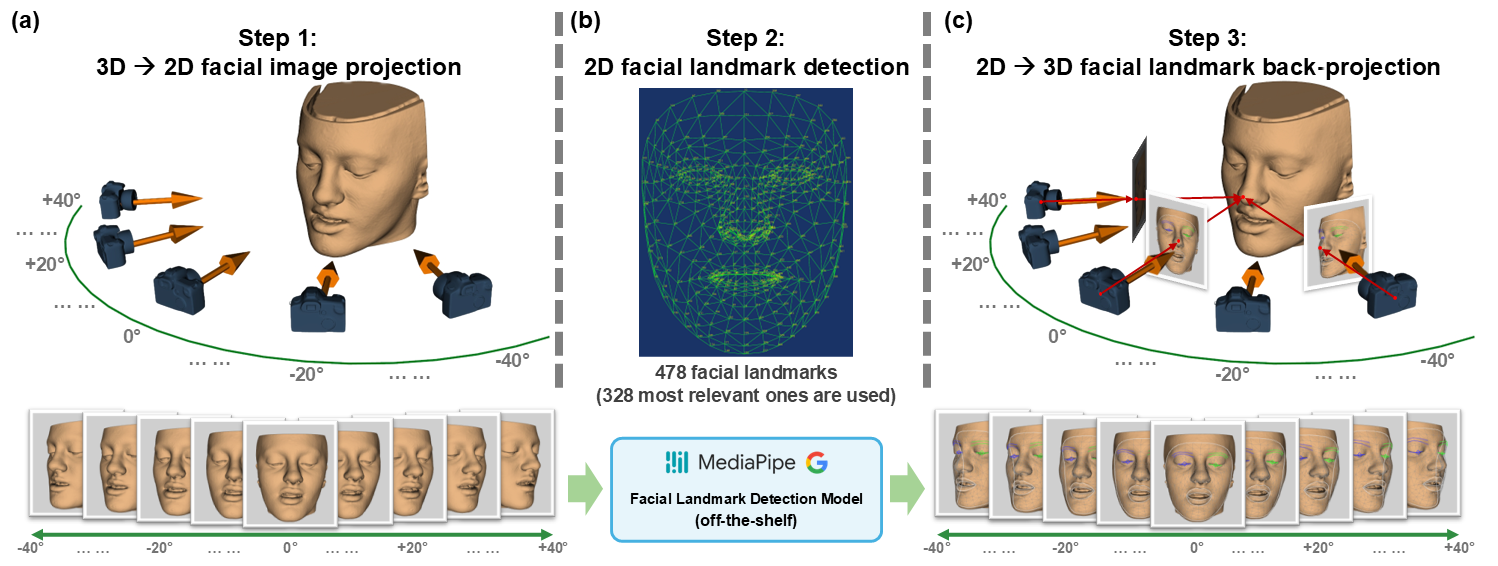 (a)
Step 1:
3D → 2D facial image projection
+40°
... ...
+20°
... ...
0°
... ...
-20°
... ...
-40°
-40°
... ...
-20°
... ...
0°
... ...
+20°
... ...
+40°
(b)
Step 2:
2D facial landmark detection
478 facial landmarks
(328 most relevant ones are used)
MediaPipe G
Facial Landmark Detection Model
(off-the-shelf)
(c)
Step 3:
2D → 3D facial landmark back-projection
+40°
... ...
+20°
... ...
0°
... ...
-20°
... ...
-40°
-40°
... ...
-20°
... ...
0°
... ...
+20°
... ...
+40°